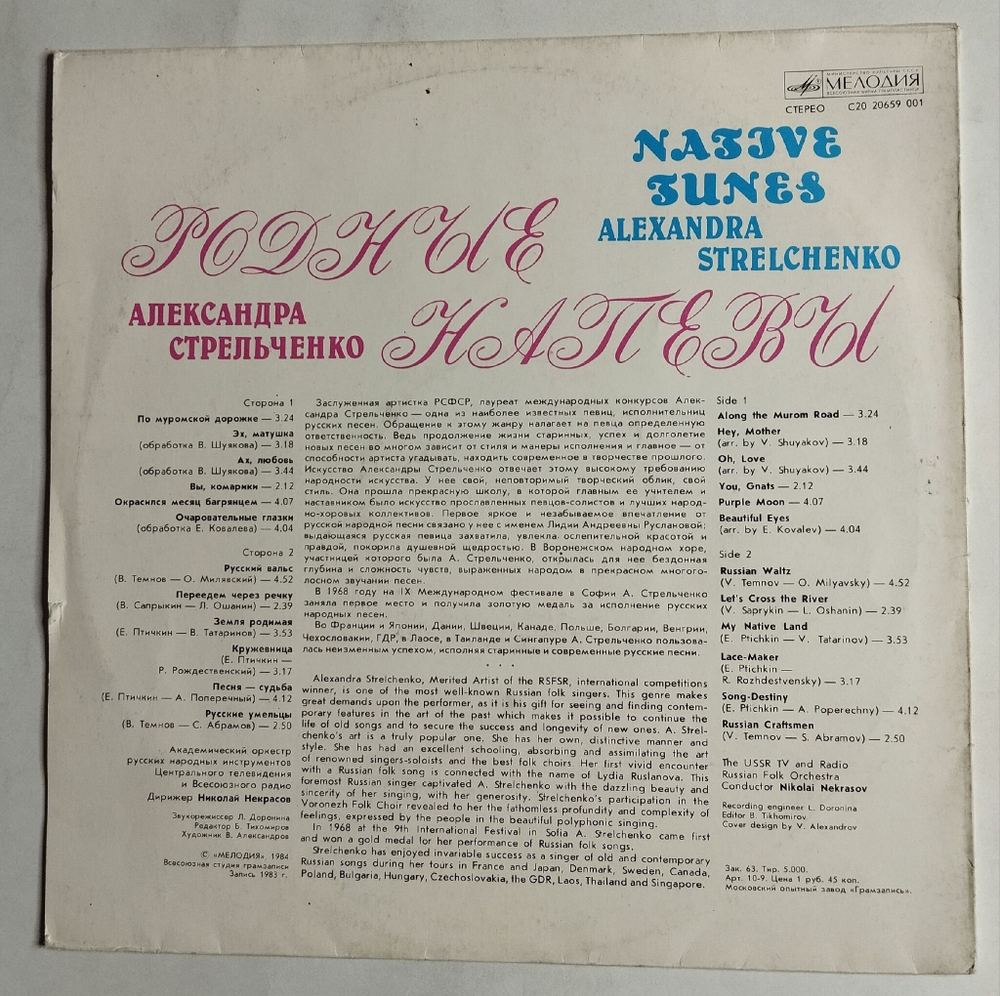 МИНИСТЕРСТВО КУЛЬТУРЫ СССР
МЕЛОДИЯ
ВСЕСОЮЗНАЯ ФИРМА ГРАМПЛАСТИНОК
СТЕРЕО С20 20659 001
NATIVE
TUNES
ALEXANDRA
STRELCHENKO
РОДНЫЕ
НАПЕВЫ
АЛЕКСАНДРА
СТРЕЛЬЧЕНКО
Сторона 1
По муромской дорожке — 3.24
Эх, матушка
(обработка В. Шуякова) — 3.18
Ах, любовь
(обработка В. Шуякова) — 3.44
Вы, комарики — 2.12
Окрасился месяц багрянцем — 4.07
Очаровательные глазки
(обработка Е. Ковалева) — 4.04
Сторона 2
Русский вальс
(В. Темнов — О. Милявский) — 4.52
Переедем через речку
(В. Сапрыкин — Л. Ошанин) — 2.39
Земля родимая
(Е. Птичкин — В. Татаринов) — 3.53
Кружевница
(Е. Птичкин —
Р. Рождественский) — 3.17
Песня — судьба
(Е. Птичкин — А. Поперечный) — 4.12
Русские умельцы
(В. Темнов — С. Абрамов) — 2.50
Академический оркестр
русских народных инструментов
Центрального телевидения
и Всесоюзного радио
Дирижер Николай Некрасов
Звукорежиссер Л. Доронина
Редактор Б. Тихомиров
Художник В. Александров
© «МЕЛОДИЯ», 1984
Всесоюзная студия грамзаписи
Запись 1983 г.
Заслуженная артистка РСФСР, лауреат международных конкурсов Алек-
сандра Стрельченко — одна из наиболее известных певиц, исполнительниц
русских песен. Обращение к этому жанру налагает на певца определенную
ответственность. Ведь продолжение жизни старинных, успех и долголетие
новых песен во многом зависит от стиля и манеры исполнения и главное — от
способности артиста угадывать, находить современное в творчестве прошлого.
Искусство Александры Стрельченко отвечает этому высокому требованию
народности искусства. У нее свой, неповторимый творческий облик, свой
стиль. Она прошла прекрасную школу, в которой главным ее учителем и
наставником было искусство прославленных певцов-солистов и лучших народ-
но-хоровых коллективов. Первое яркое и незабываемое впечатление от
русской народной песни связано у нее с именем Лидии Андреевны Руслановой;
выдающаяся русская певица захватила, увлекла ослепительной красотой и
правдой, покорила душевной щедростью. В Воронежском народном хоре,
участницей которого была А. Стрельченко, открылась для нее бездонная
глубина и сложность чувств, выраженных народом в прекрасном многого-
лосном звучании песен.
В 1968 году на IX Международном фестивале в Софии А. Стрельченко
заняла первое место и получила золотую медаль за исполнение русских
народных песен.
Во Франции и Японии, Дании, Швеции, Канаде, Польше, Болгарии, Венгрии,
Чехословакии, ГДР, в Лаосе, в Таиланде и Сингапуре А. Стрельченко пользова-
лась неизменным успехом, исполняя старинные и современные русские песни.
• • •
Alexandra Strelchenko, Merited Artist of the RSFSR, international competitions
winner, is one of the most well-known Russian folk singers. This genre makes
great demands upon the performer, as it is his gift for seeing and finding contem-
porary features in the art of the past which makes it possible to continue the
life of old songs and to secure the success and longevity of new ones. A. Strel-
chenko's art is a truly popular one. She has her own, distinctive manner and
style. She has had an excellent schooling, absorbing and assimilating the art
of renowned singers-soloists and the best folk choirs. Her first vivid encounter
with a Russian folk song is connected with the name of Lydia Ruslanova. This
foremost Russian singer captivated A. Strelchenko with the dazzling beauty and
sincerity of her singing, with her generosity. Strelchenko's participation in the
Voronezh Folk Choir revealed to her the fathomless profundity and complexity of
feelings, expressed by the people in the beautiful polyphonic singing.
In 1968 at the 9th International Festival in Sofia A. Strelchenko came first
and won a gold medal for her performance of Russian folk songs.
Strelchenko has enjoyed invariable success as a singer of old and contemporary
Russian songs during her tours in France and Japan, Denmark, Sweden, Canada,
Poland, Bulgaria, Hungary, Czechoslovakia, the GDR, Laos, Thailand and Singapore.
Side 1
Along the Murom Road — 3.24
Hey, Mother
(arr. by V. Shuyakov) — 3.18
Oh, Love
(arr. by V. Shuyakov) — 3.44
You, Gnats — 2.12
Purple Moon — 4.07
Beautiful Eyes
(arr. by E. Kovalev) — 4.04
Side 2
Russian Waltz
(V. Temnov — O. Milyavsky) — 4.52
Let's Cross the River
(V. Saprykin — L. Oshanin) — 2.39
My Native Land
(E. Ptichkin — V. Tatarinov) — 3.53
Lace-Maker
(E. Ptichkin —
R. Rozhdestvensky) — 3.17
Song-Destiny
(E. Ptichkin — A. Poperechny) — 4.12
Russian Craftsmen
(V. Temnov — S. Abramov) — 2.50
The USSR TV and Radio
Russian Folk Orchestra
Conductor Nikolai Nekrasov
Recording engineer L. Doronina
Editor B. Tikhomirov
Cover design by V. Alexandrov
Зак. 63. Тир. 5.000.
Арт. 10-9. Цена 1 руб. 45 коп.
Московский опытный завод «Грамзапись».